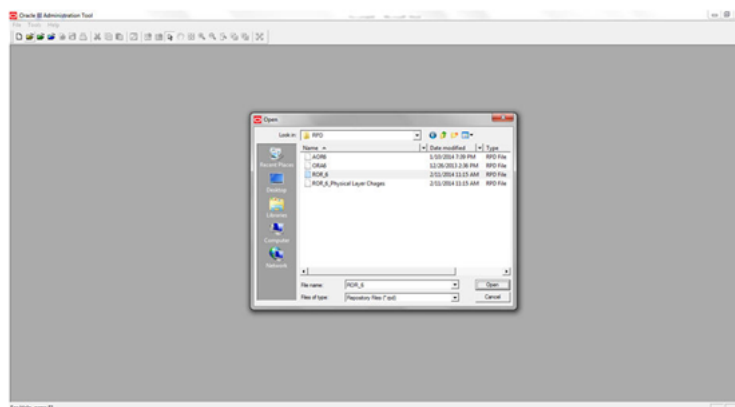 Oracle BI Administration Tool
File Tools Help
Open
Look in: RPD
Name Date modified Type
AORB 1/10/2014 7:39 PM RPD File
ORA6 12/26/2013 2:36 PM RPD File
ROR_6 2/11/2014 11:15 AM RPD File
ROR_6_Physical Layer Chages 2/11/2014 11:15 AM RPD File
Recent Places
Desktop
Libraries
Computer
Network
File name: ROR_6 Open
Files of type: Repository Files (*.rpd) Cancel